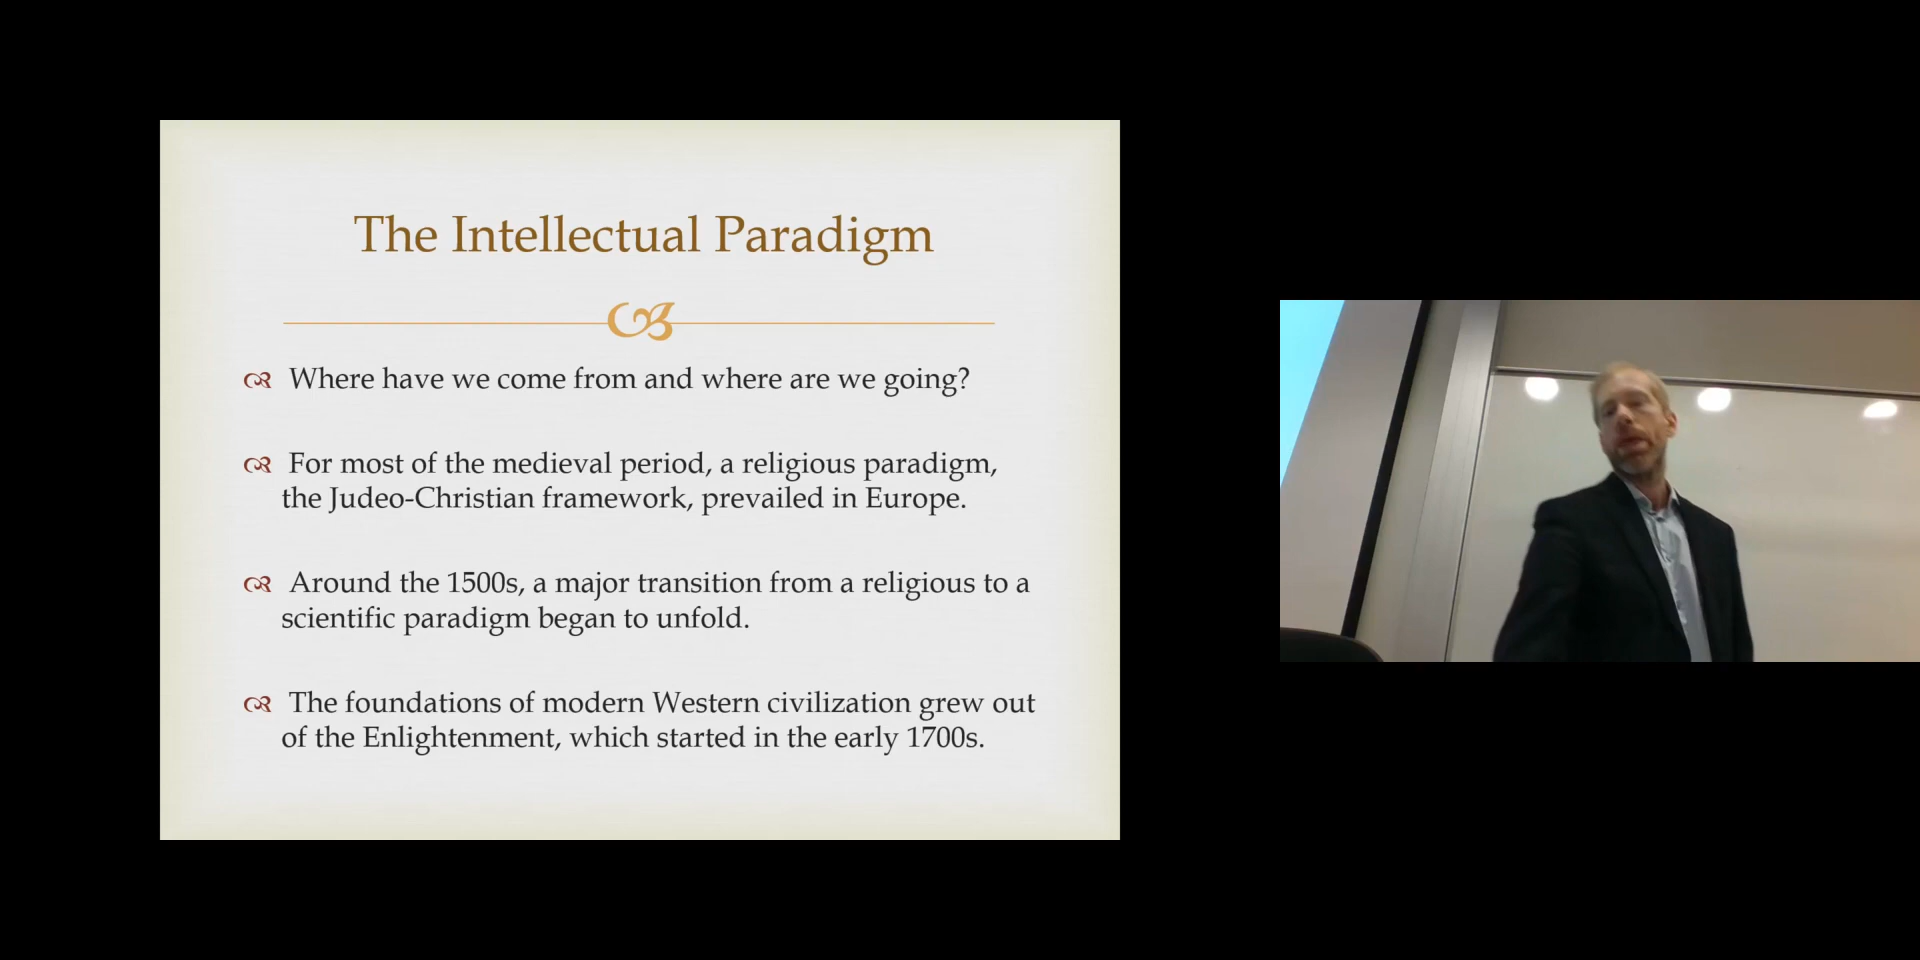 The Intellectual Paradigm
Where have we come from and where are we going?
For most of the medieval period, a religious paradigm,
the Judeo-Christian framework, prevailed in Europe.
Around the 1500s, a major transition from a religious to a
scientific paradigm began to unfold.
The foundations of modern Western civilization grew out
of the Enlightenment, which started in the early 1700s.